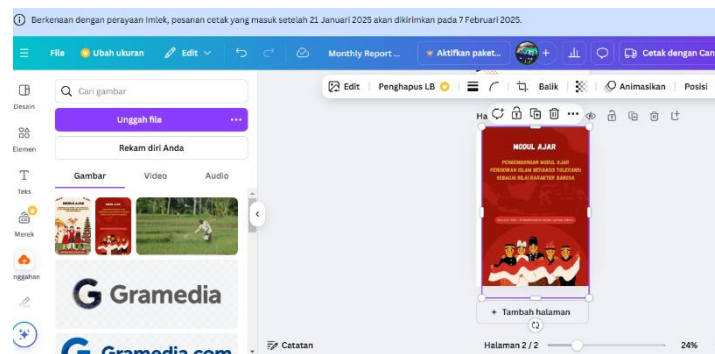 Berkenaan dengan perayaan Imlek, pesanan cetak yang masuk setelah 21 Januari 2025 akan dikirimkan pada 7 Februari 2025.
File Ubah ukuran Edit Monthly Report ... Aktifkan paket... + Cetak dengan Can
Edit Penghapus LB Balik Animasikan Posisi
Desain
Elemen
Teks
Merek
nggahan
Cari gambar
Unggah file
Rekam diri Anda
Gambar Video Audio
MODUL AJAR
Gramedia
Gramedia.com
Ha
MODUL AJAR
PENGEMBANGAN MODUL AJAR
PENDIDIKAN ISLAM BERBASIS TOLERANSI
SEBAGAI NILAI KARAKTER BANGSA
+ Tambah halaman
Catatan
Halaman 2 / 2
24%